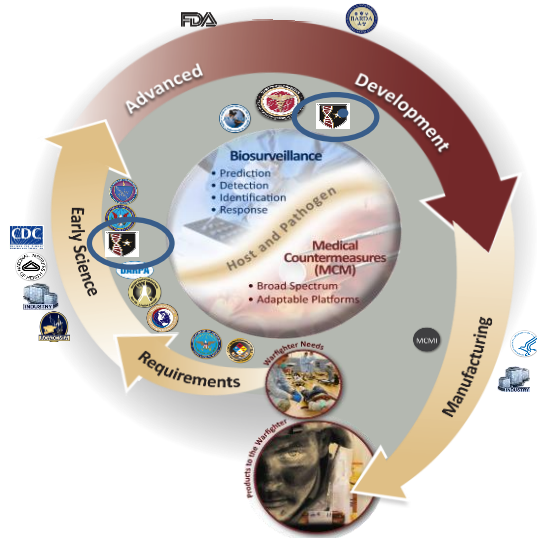 FDA
BARDA
Advanced
Development
Biosurveillance
• Prediction
• Detection
• Identification
• Response
Host and Pathogen
Medical
Countermeasures
(MCM)
• Broad Spectrum
• Adaptable Platforms
Early Science
CDC
INDUSTRY
DARPA
Requirements
Warfighter Needs
Products to the Warfighter
MCMI
Manufacturing
INDUSTRY